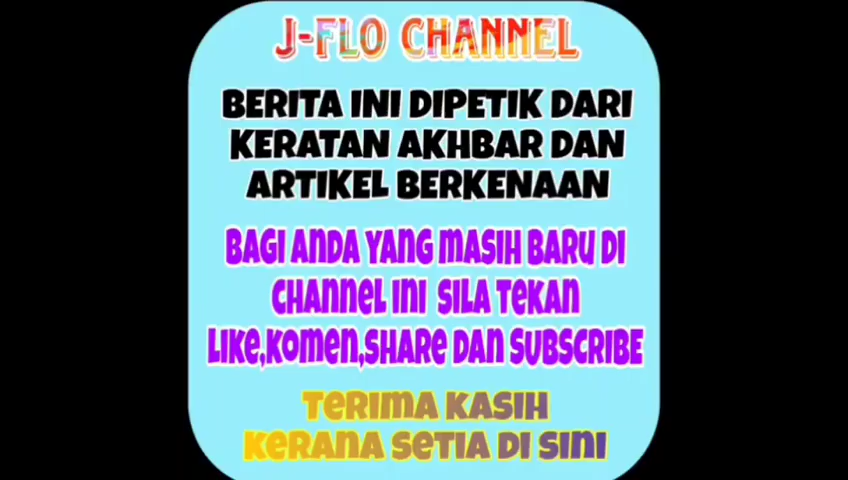 J-FLO CHANNEL
BERITA INI DIPETIK DARI
KERATAN AKHBAR DAN
ARTIKEL BERKENAAN
BAGI ANDA YANG MASIH BARU DI
CHANNEL INI SILA TEKAN
LIKE,KOMEN,SHARE DAN SUBSCRIBE
TERIMA KASIH
KERANA SETIA DI SINI